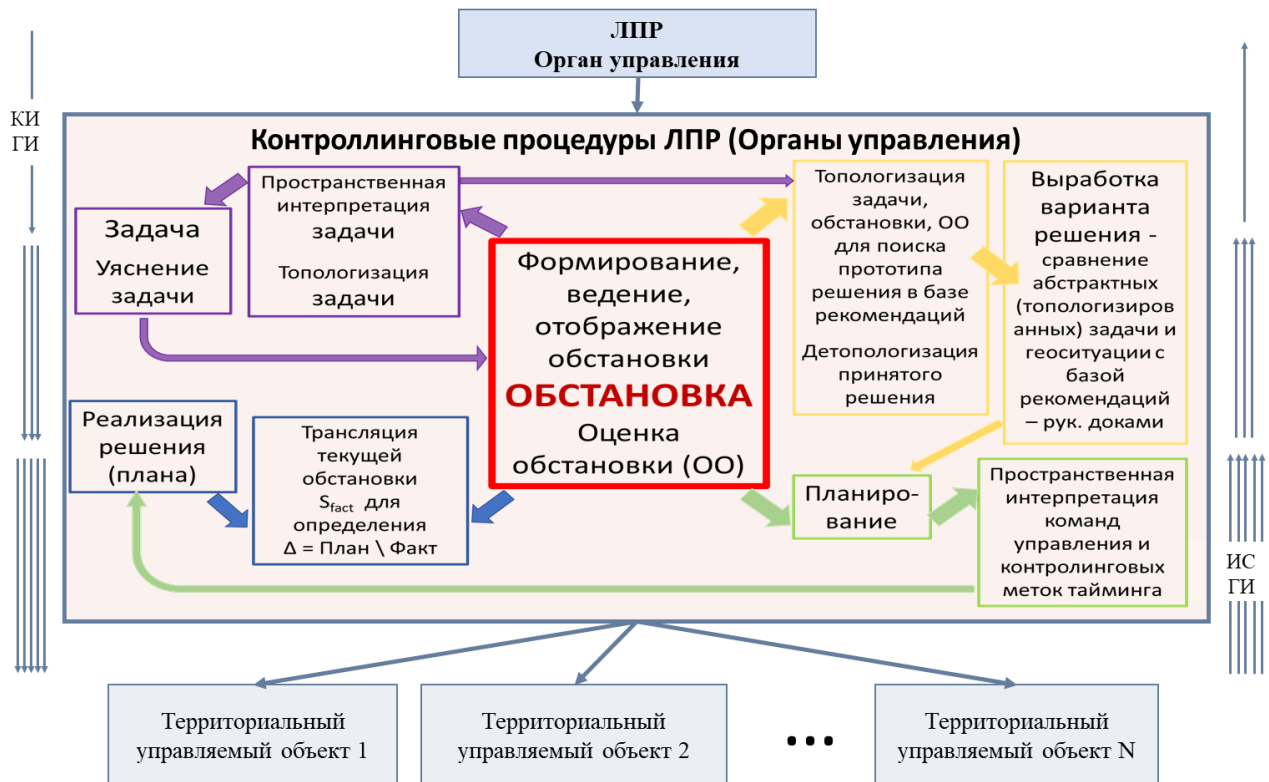 ЛПР
Орган управления
КИ
ГИ
Контроллинговые процедуры ЛПР (Органы управления)
Задача
Уяснение
задачи
Пространственная
интерпретация
задачи
Топологизация
задачи
Формирование,
ведение,
отображение
обстановки
ОБСТАНОВКА
Оценка
обстановки (ОО)
Топологизация
задачи,
обстановки, ОО
для поиска
прототипа
решения в базе
рекомендаций
Детопологизация
принятого
решения
Выработка
варианта
решения -
сравнение
абстрактных
(топологизиров
анных) задачи и
геоситуации с
базой
рекомендаций
– рук. доками
Реализация
решения
(плана)
Трансляция
текущей
обстановки
Sfact для
определения
Δ = План \ Факт
Планиро-
вание
Пространственная
интерпретация
команд
управления и
контролинговых
меток тайминга
ИС
ГИ
Территориальный
управляемый объект 1
Территориальный
управляемый объект 2
...
Территориальный
управляемый объект N